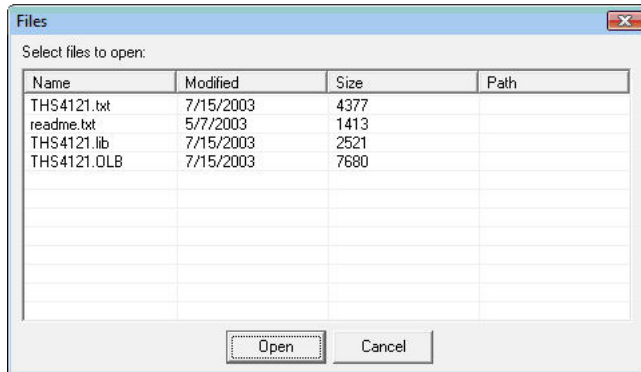 Files
Select files to open:
Name Modified Size Path
THS4121.txt 7/15/2003 4377
readme.txt 5/7/2003 1413
THS4121.lib 7/15/2003 2521
THS4121.OLB 7/15/2003 7680
Open Cancel